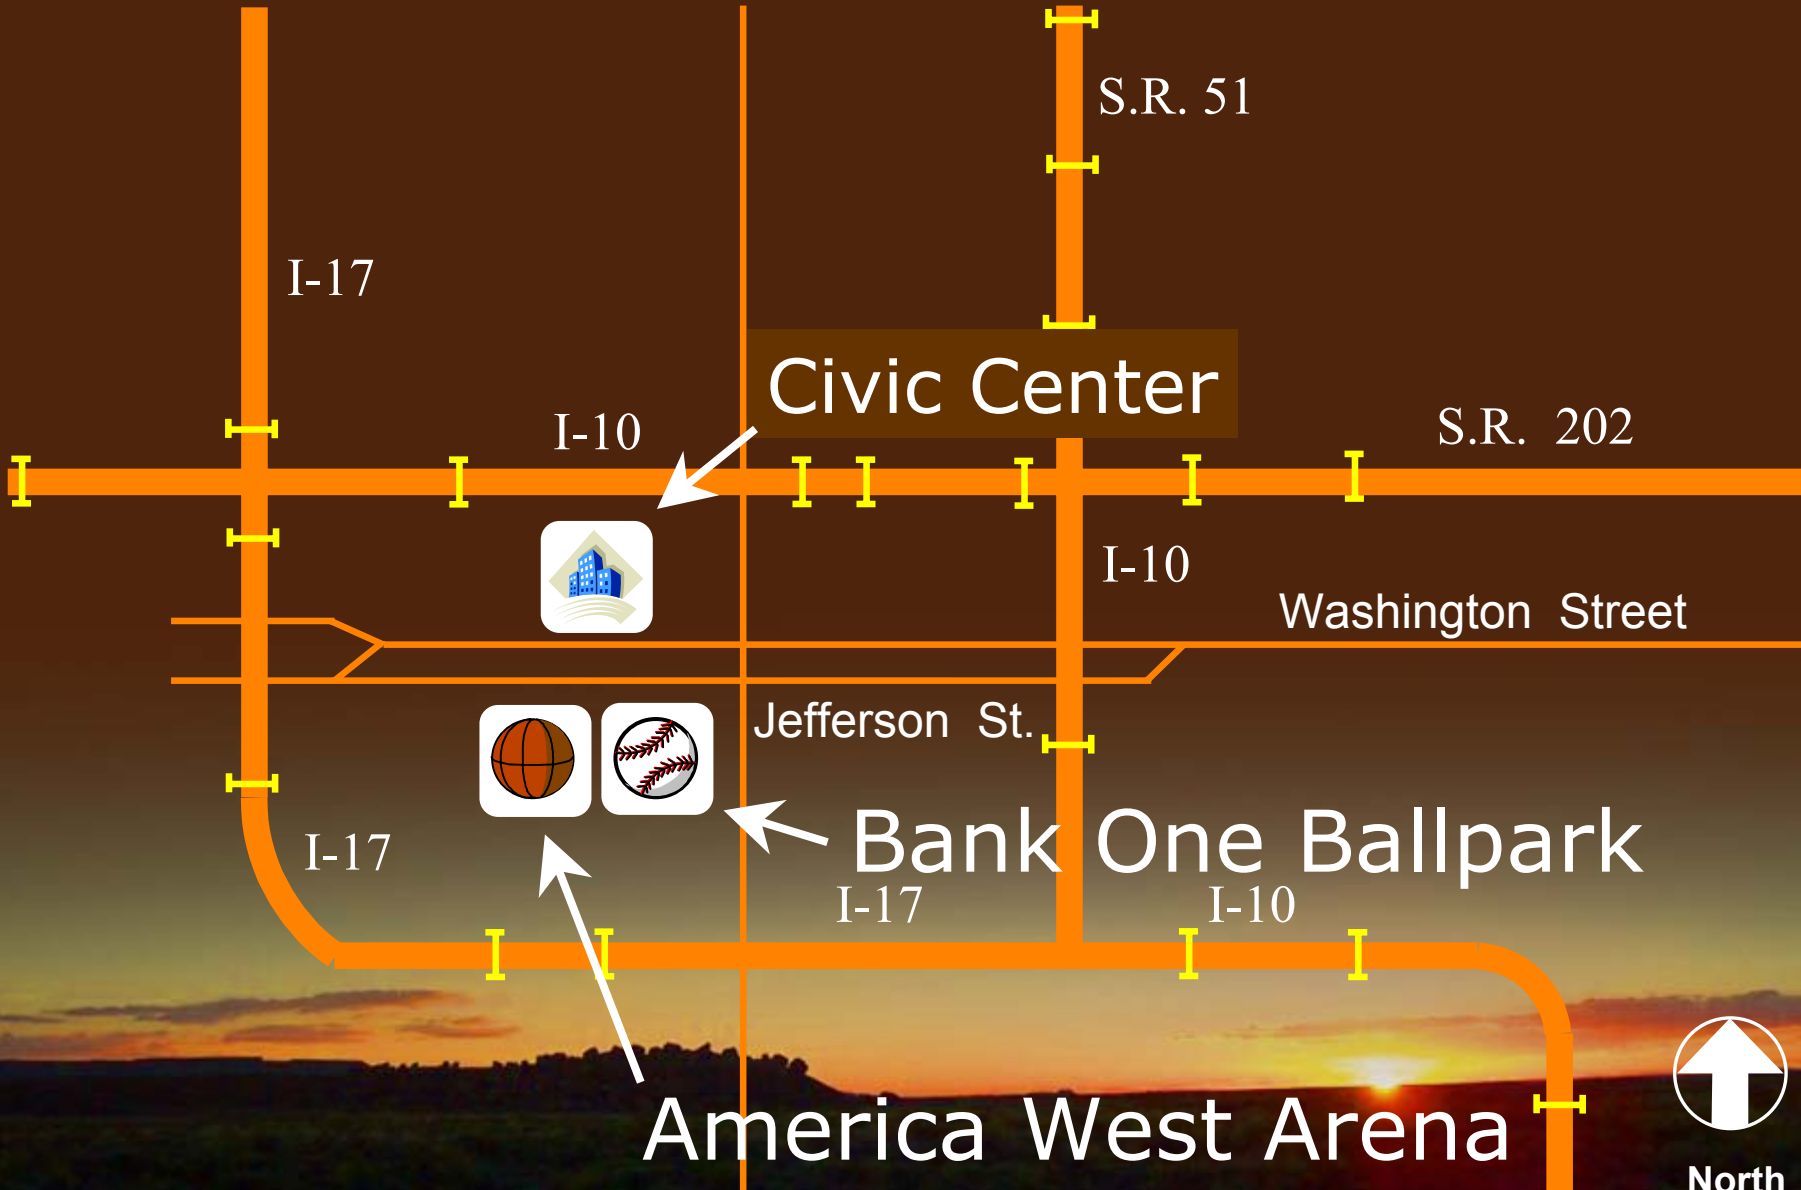 S.R. 51
I-17
Civic Center
I-10
S.R. 202
I-10
Washington Street
Jefferson St.
Bank One Ballpark
I-17
I-17
I-10
America West Arena
North